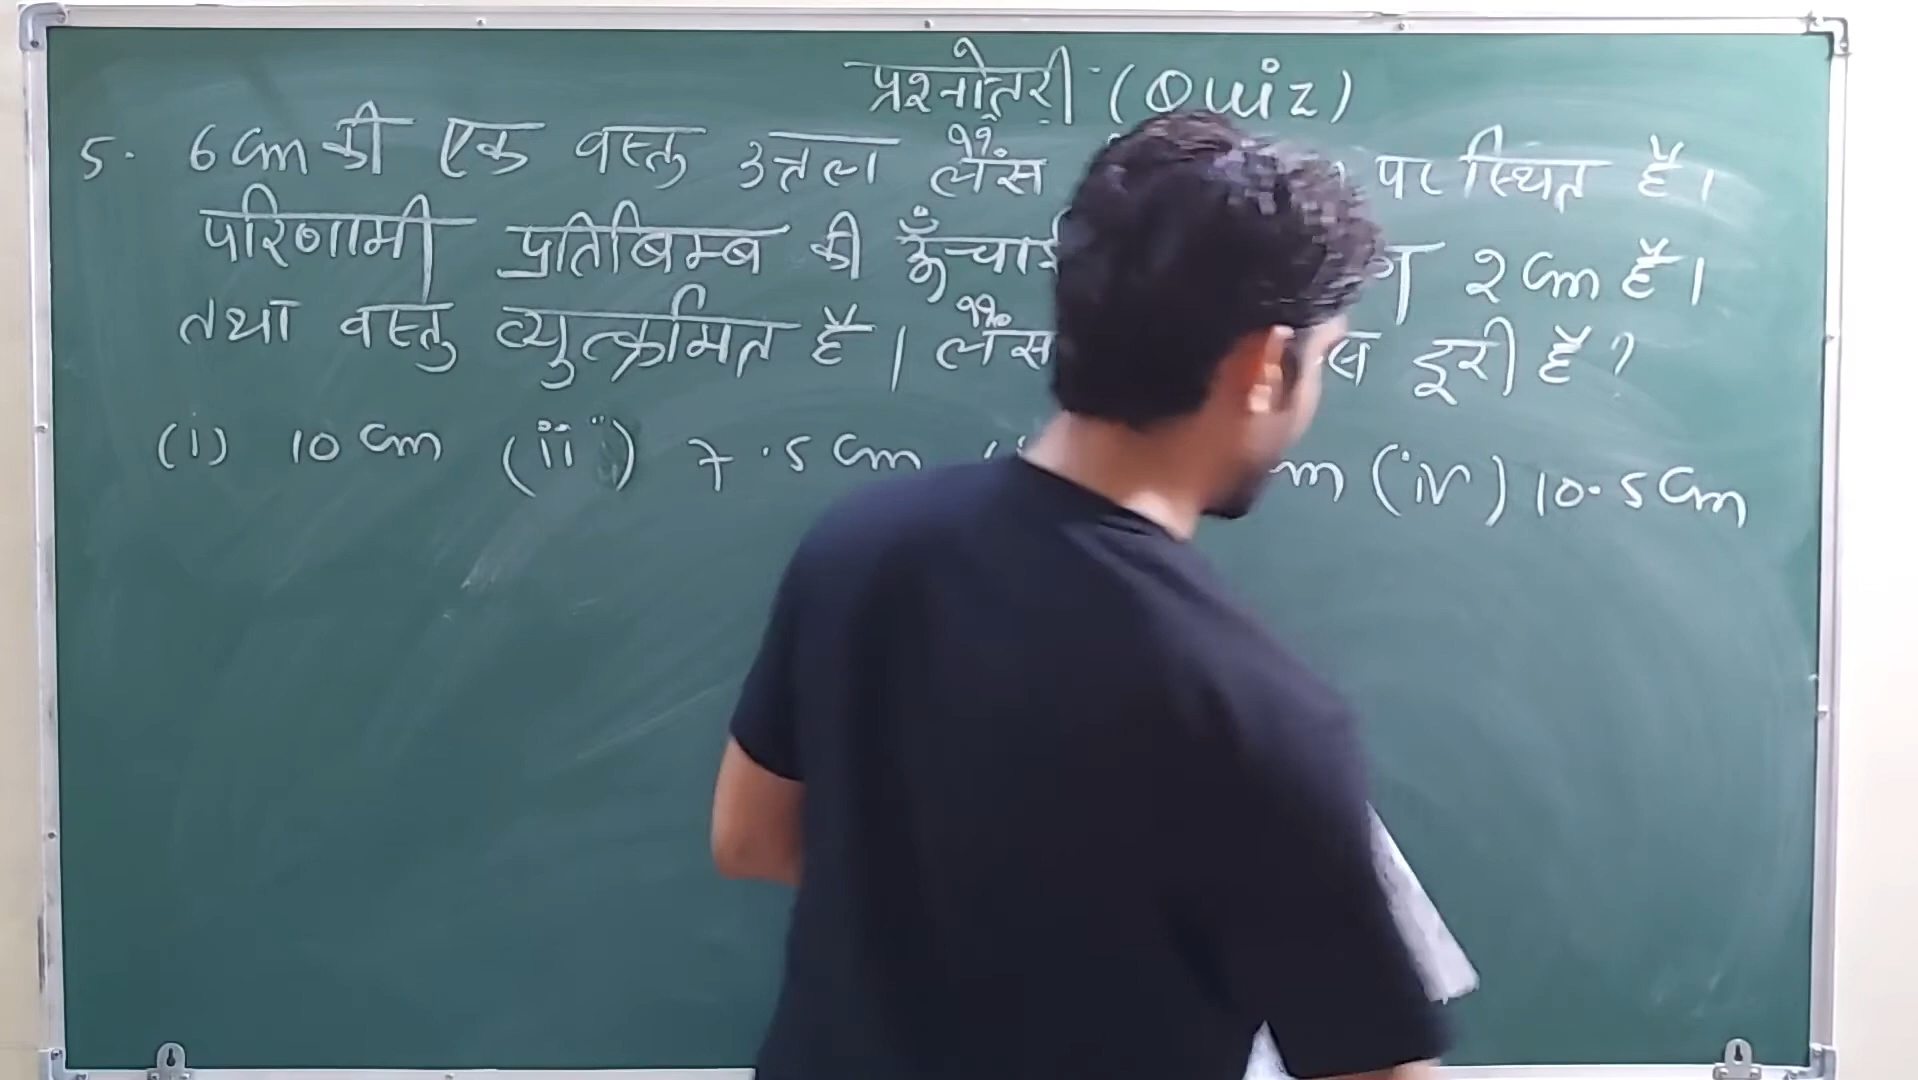 प्रश्नोत्तरी (Quiz)
5. 6 cm की एक वस्तु उत्तल लेंस पर स्थित है।
परिणामी प्रतिबिम्ब की ऊँचाई 2 cm है।
तथा वस्तु व्युत्क्रमित है। लेंस दूरी है?
(i) 10 cm (ii) 7.5 cm (iv) 10.5 cm